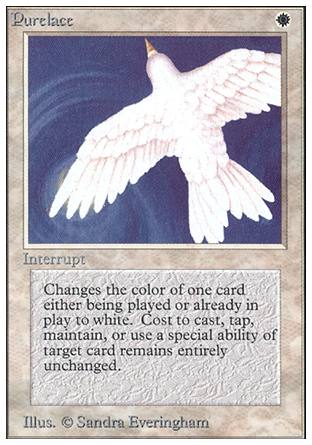 Purelace
Interrupt
Changes the color of one card
either being played or already in
play to white. Cost to cast, tap,
maintain, or use a special ability of
target card remains entirely
unchanged.
Illus. © Sandra Everingham